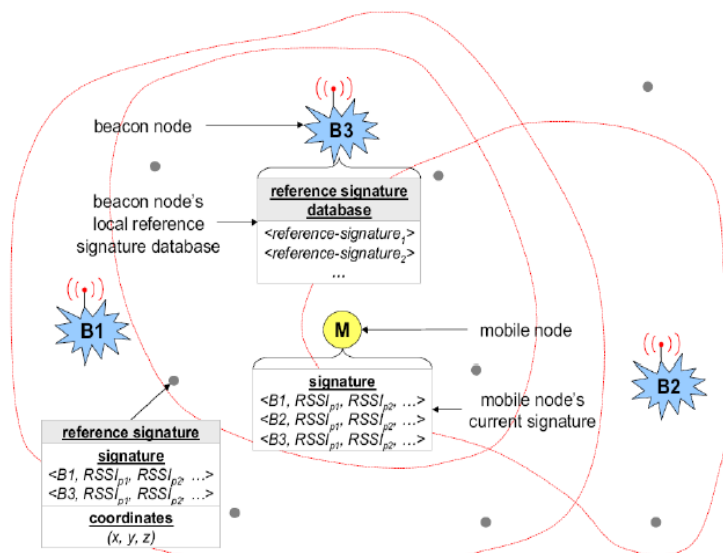 beacon node
B3
beacon node's
local reference
signature database
reference signature
database
<reference-signature₁>
<reference-signature₂>
...
B1
M
mobile node
B2
signature
<B1, RSSIₚ₁, RSSIₚ₂, ...>
<B2, RSSIₚ₁, RSSIₚ₂, ...>
<B3, RSSIₚ₁, RSSIₚ₂, ...>
mobile node's
current signature
reference signature
signature
<B1, RSSIₚ₁, RSSIₚ₂, ...>
<B3, RSSIₚ₁, RSSIₚ₂, ...>
coordinates
(x, y, z)